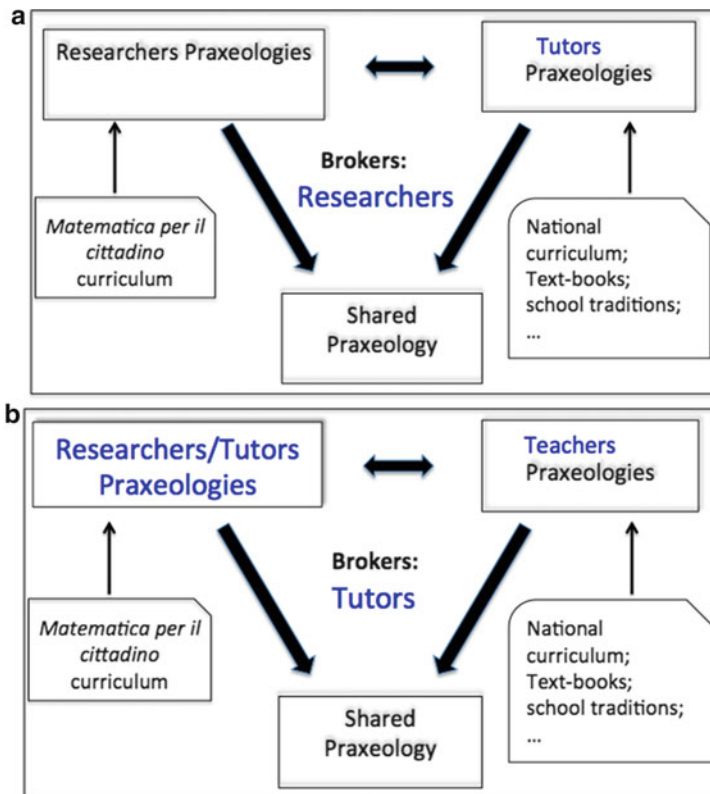 a
Researchers Praxeologies
Tutors
Praxeologies
Brokers:
Researchers
Matematica per il
cittadino
curriculum
National
curriculum;
Text-books;
school traditions;
...
Shared
Praxeology
b
Researchers/Tutors
Praxeologies
Teachers
Praxeologies
Brokers:
Tutors
Matematica per il
cittadino
curriculum
National
curriculum;
Text-books;
school traditions;
...
Shared
Praxeology